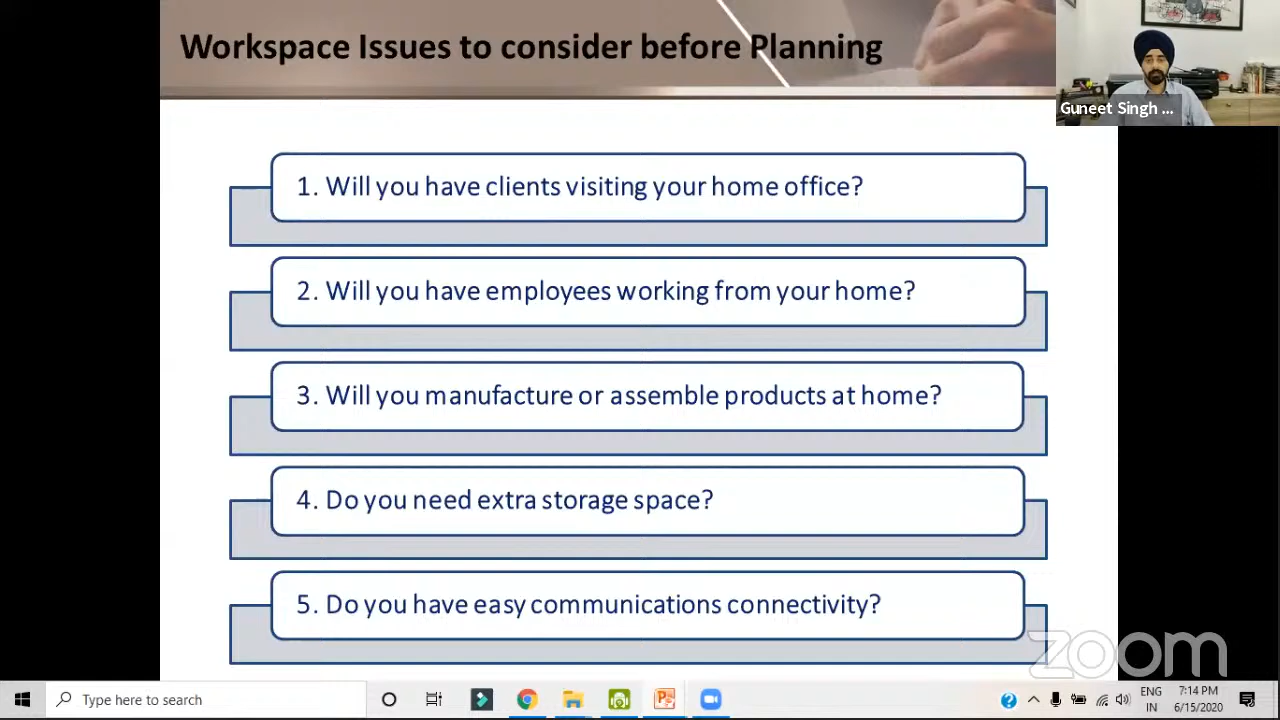 Workspace Issues to consider before Planning
Guneet Singh ...
1. Will you have clients visiting your home office?
2. Will you have employees working from your home?
3. Will you manufacture or assemble products at home?
4. Do you need extra storage space?
5. Do you have easy communications connectivity?
zoom
Type here to search
ENG
IN
7:14 PM
6/15/2020